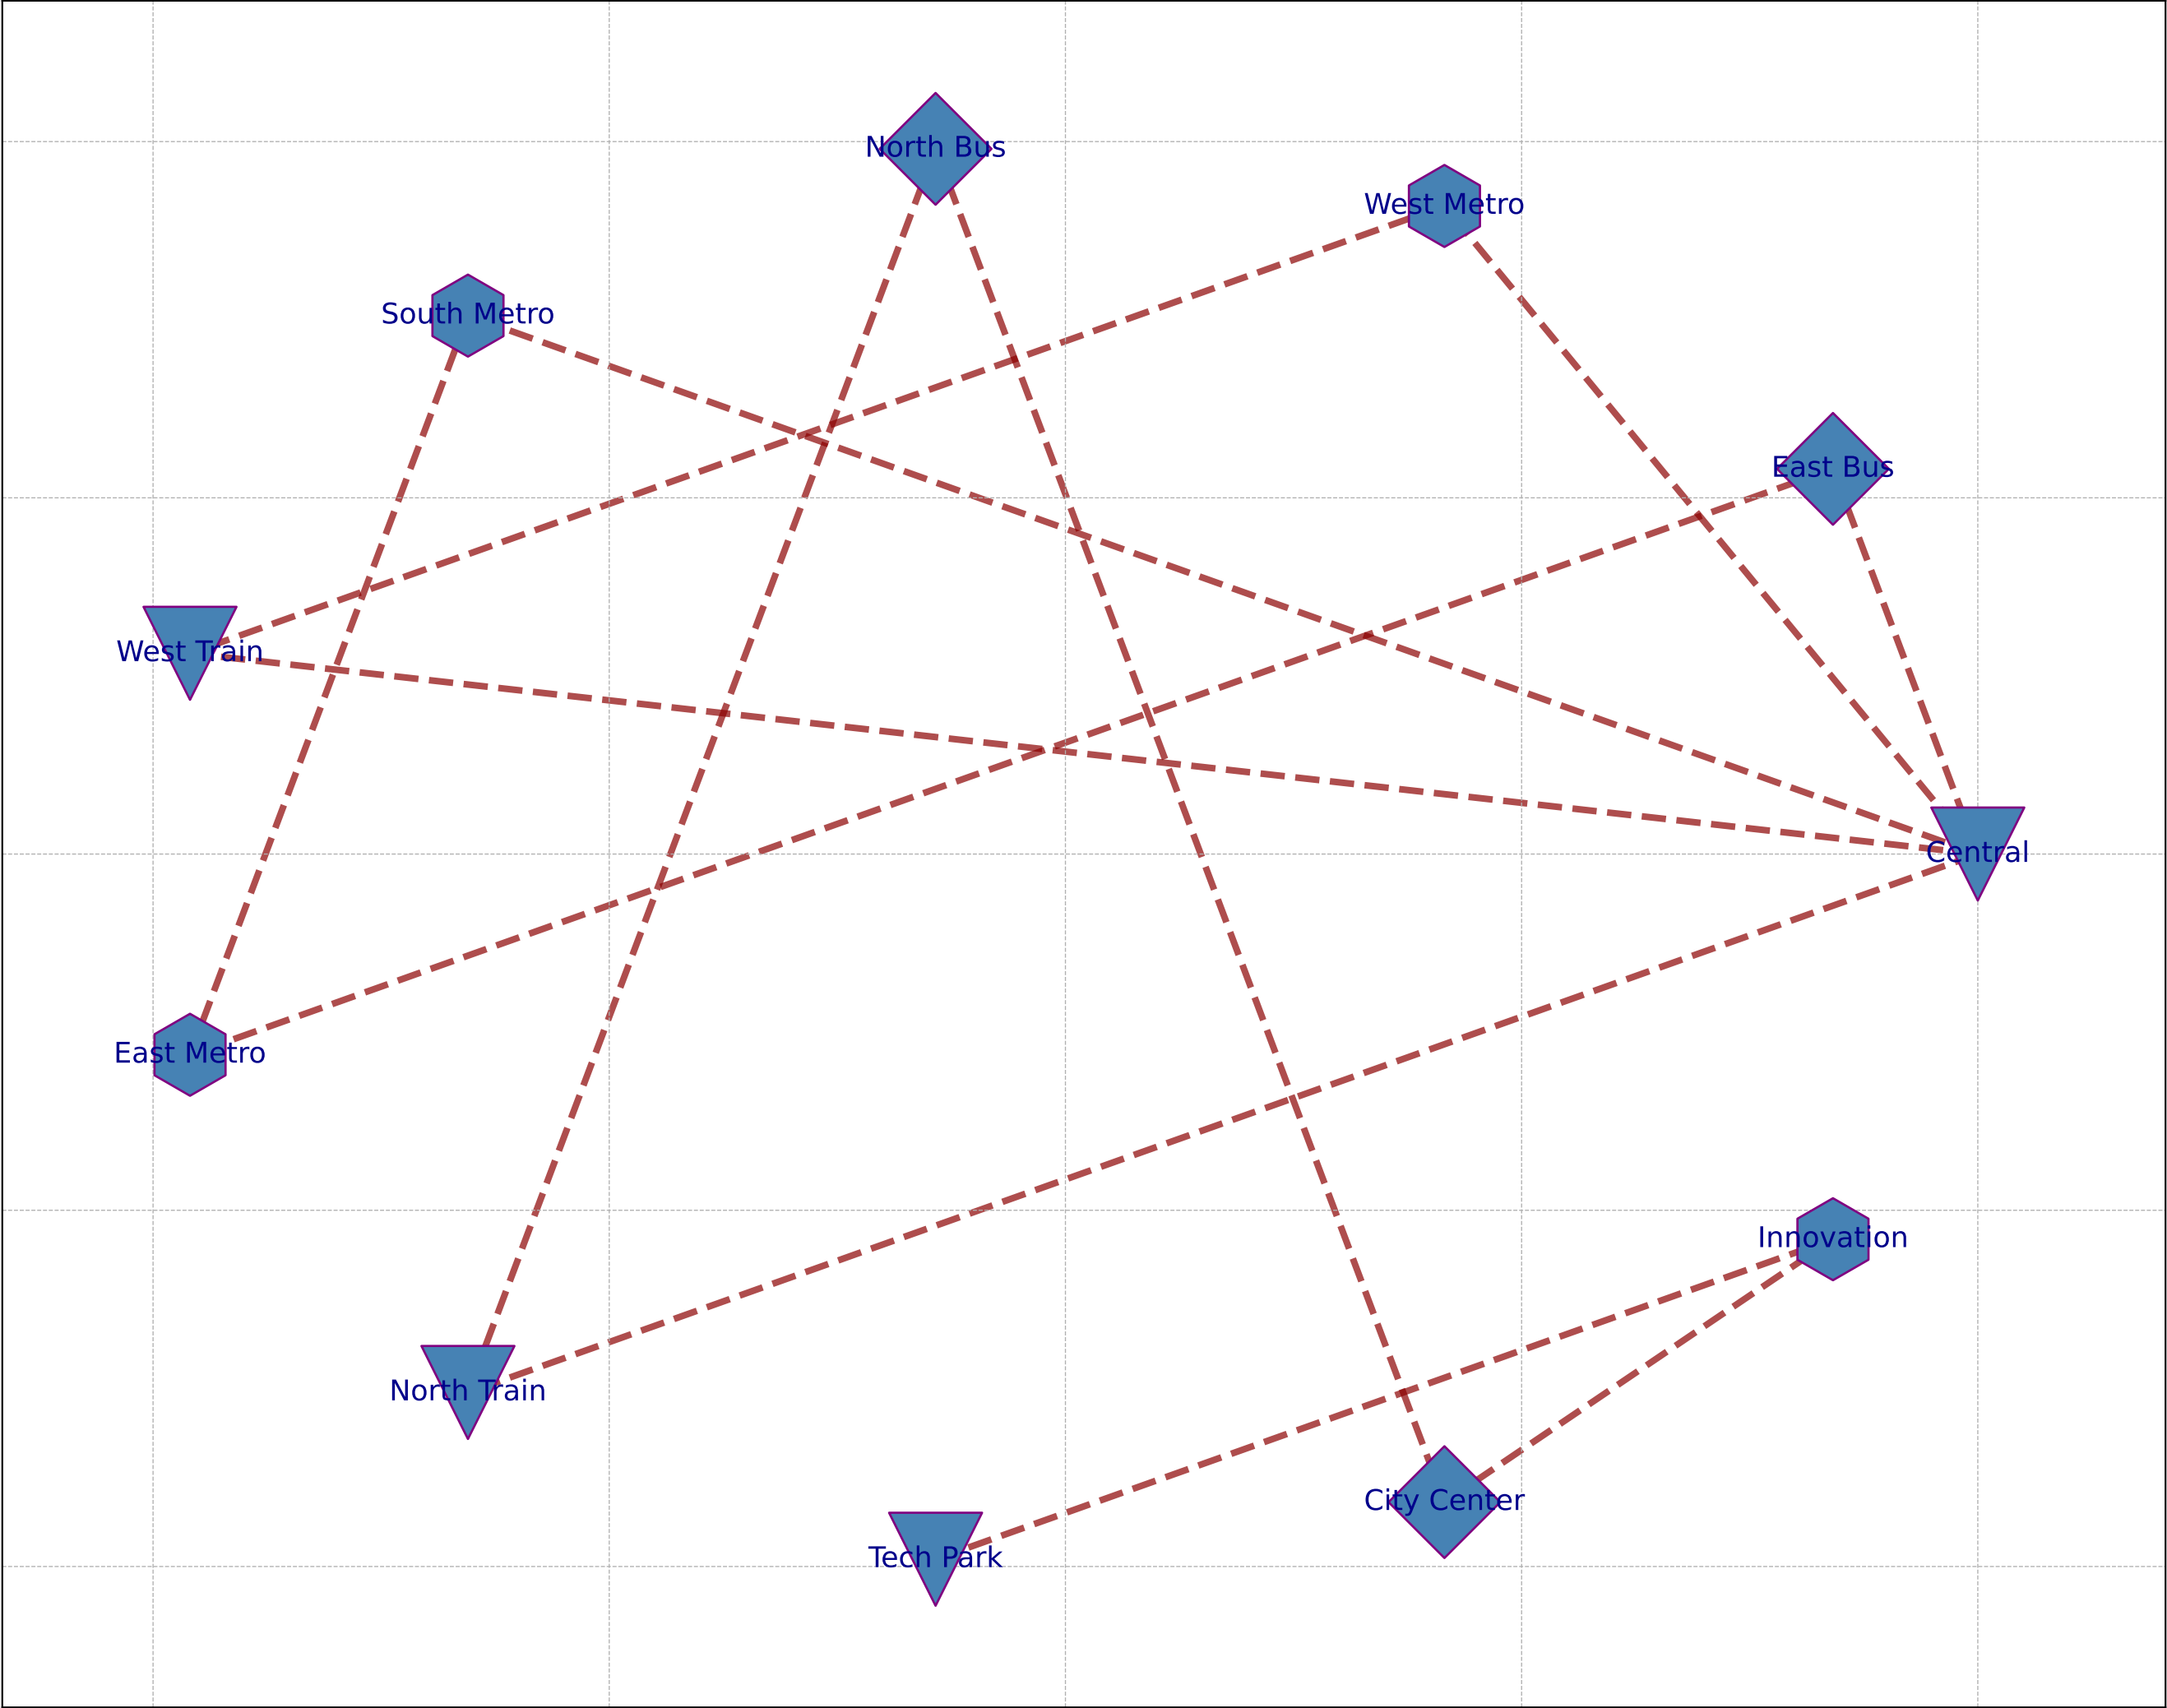 North Bus
West Metro
South Metro
East Bus
West Train
Central
East Metro
Innovation
North Train
City Center
Tech Park